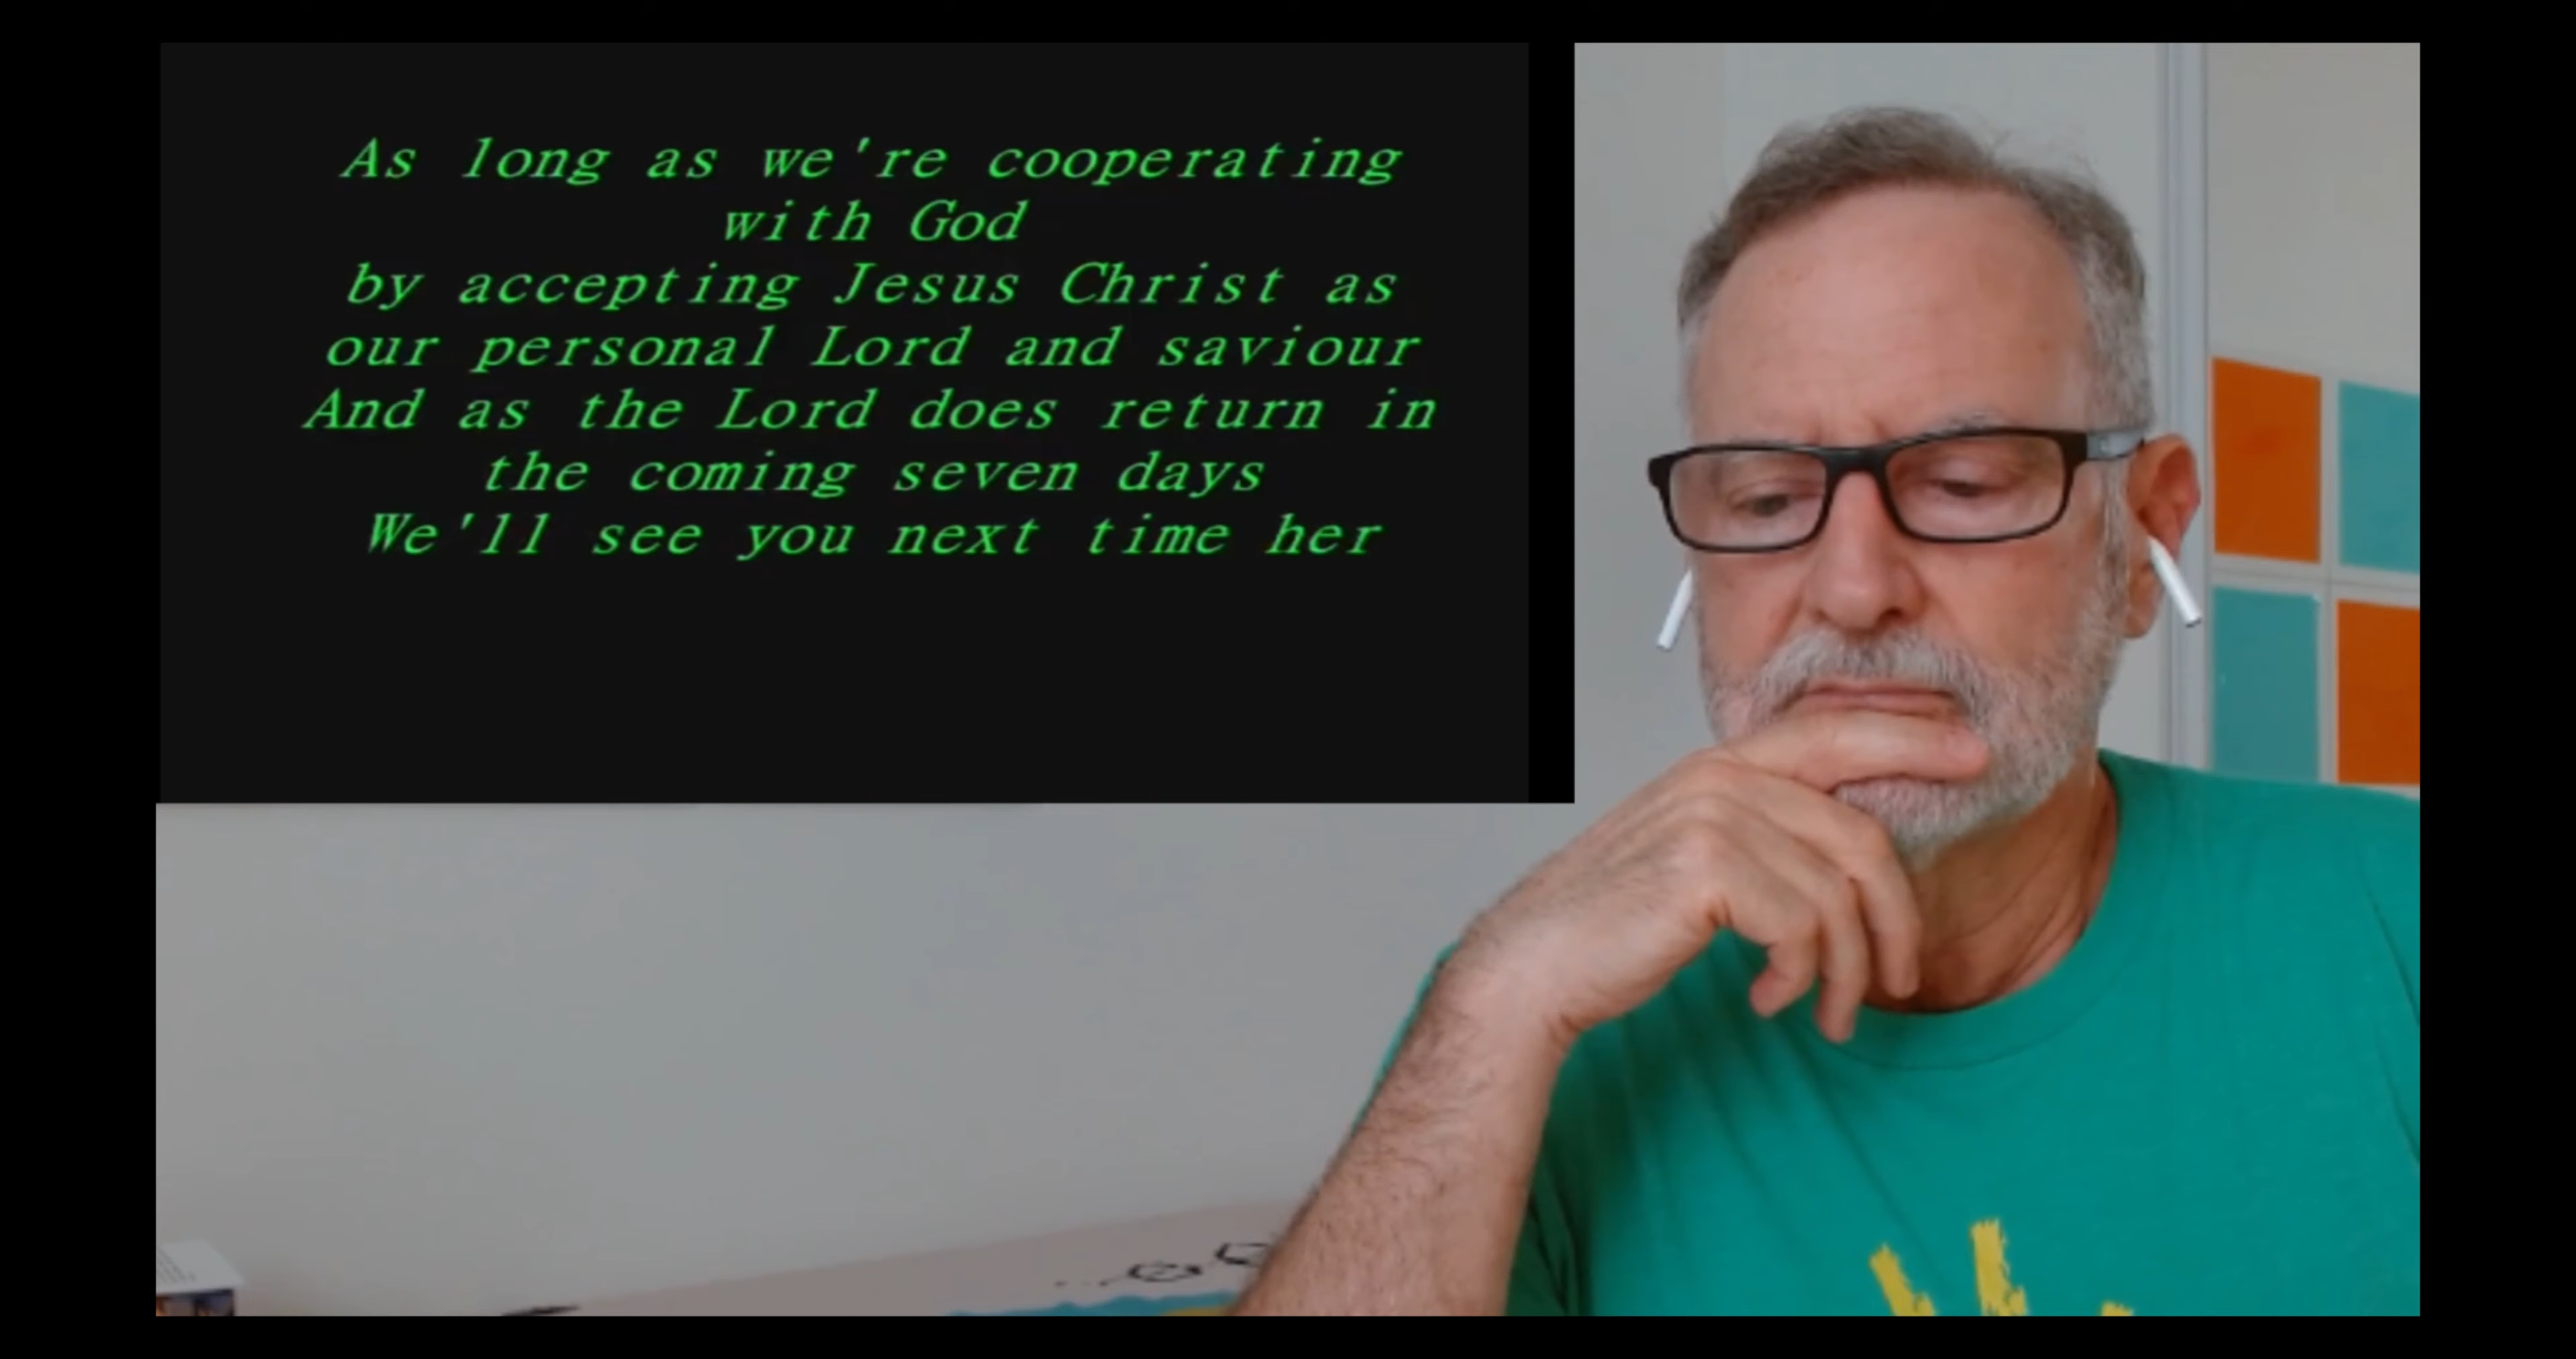 As long as we're cooperating
with God
by accepting Jesus Christ as
our personal Lord and saviour
And as the Lord does return in
the coming seven days
We'll see you next time her